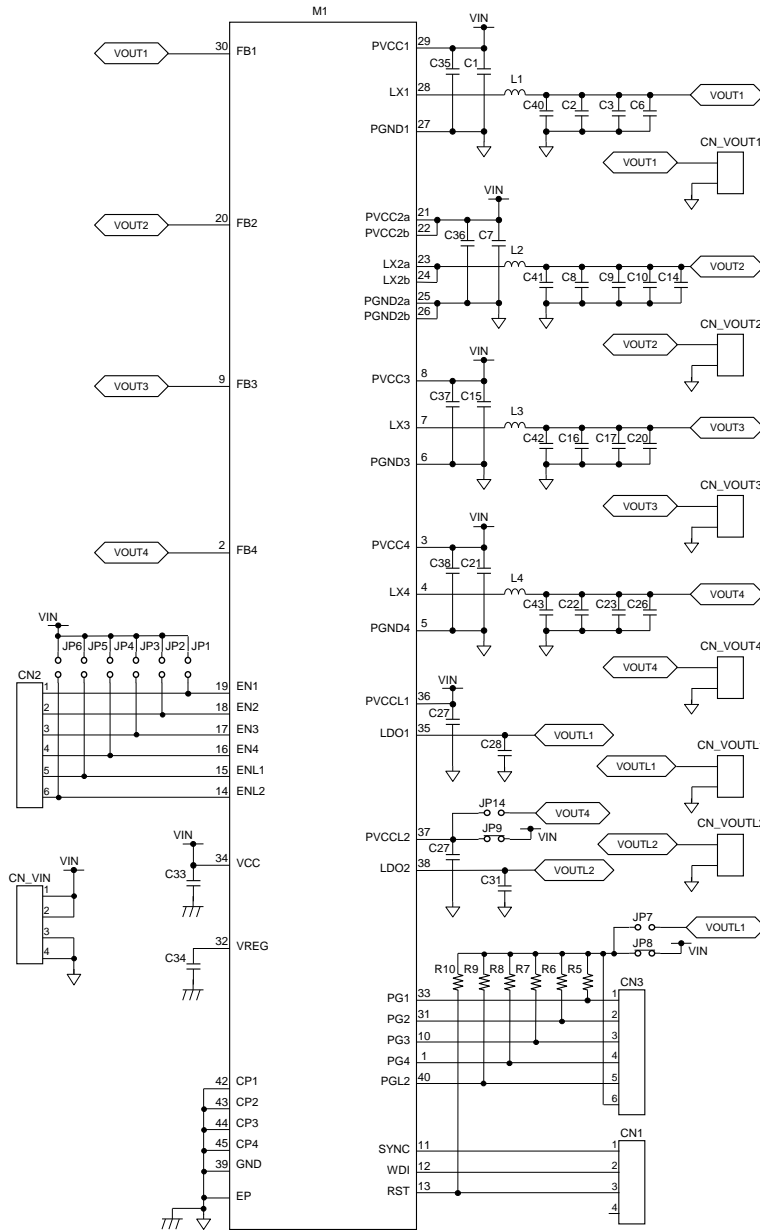 M1
VIN
VOUT1 30 FB1 PVCC1 29 C35 C1
LX1 28 L1 VOUT1
C40 C2 C3 C6
PGND1 27
CN_VOUT1
VOUT1
VIN
VOUT2 20 FB2 PVCC2a 21
PVCC2b 22 C36 C7
LX2a 23 L2 VOUT2
LX2b 24 C41 C8 C9 C10 C14
PGND2a 25
PGND2b 26
CN_VOUT2
VOUT2
VIN
VOUT3 9 FB3 PVCC3 8
C37 C15
LX3 7 L3 VOUT3
C42 C16 C17 C20
PGND3 6
CN_VOUT3
VOUT3
VIN
VOUT4 2 FB4 PVCC4 3
C38 C21
LX4 4 L4 VOUT4
C43 C22 C23 C26
PGND4 5
VIN
JP6 JP5 JP4 JP3 JP2 JP1
CN_VOUT4
VOUT4
CN2
1 19 EN1
2 18 EN2
3 17 EN3
4 16 EN4
5 15 ENL1
6 14 ENL2
VIN
PVCCL1 36
C27
LDO1 35 VOUTL1
C28
CN_VOUTL1
VOUTL1
JP14 VOUT4
PVCCL2 37 JP9 VIN
C27
LDO2 38 VOUTL2
C31
CN_VOUTL2
VOUTL2
VIN
34 VCC
C33
CN_VIN VIN
1
2
3
4
32 VREG
C34
JP7 VOUTL1
JP8 VIN
R10 R9 R8 R7 R6 R5
CN3
PG1 33 1
PG2 31 2
PG3 10 3
PG4 1 4
PGL2 40 5
6
42 CP1
43 CP2
44 CP3
45 CP4
39 GND
EP
CN1
SYNC 11 1
WDI 12 2
RST 13 3
4